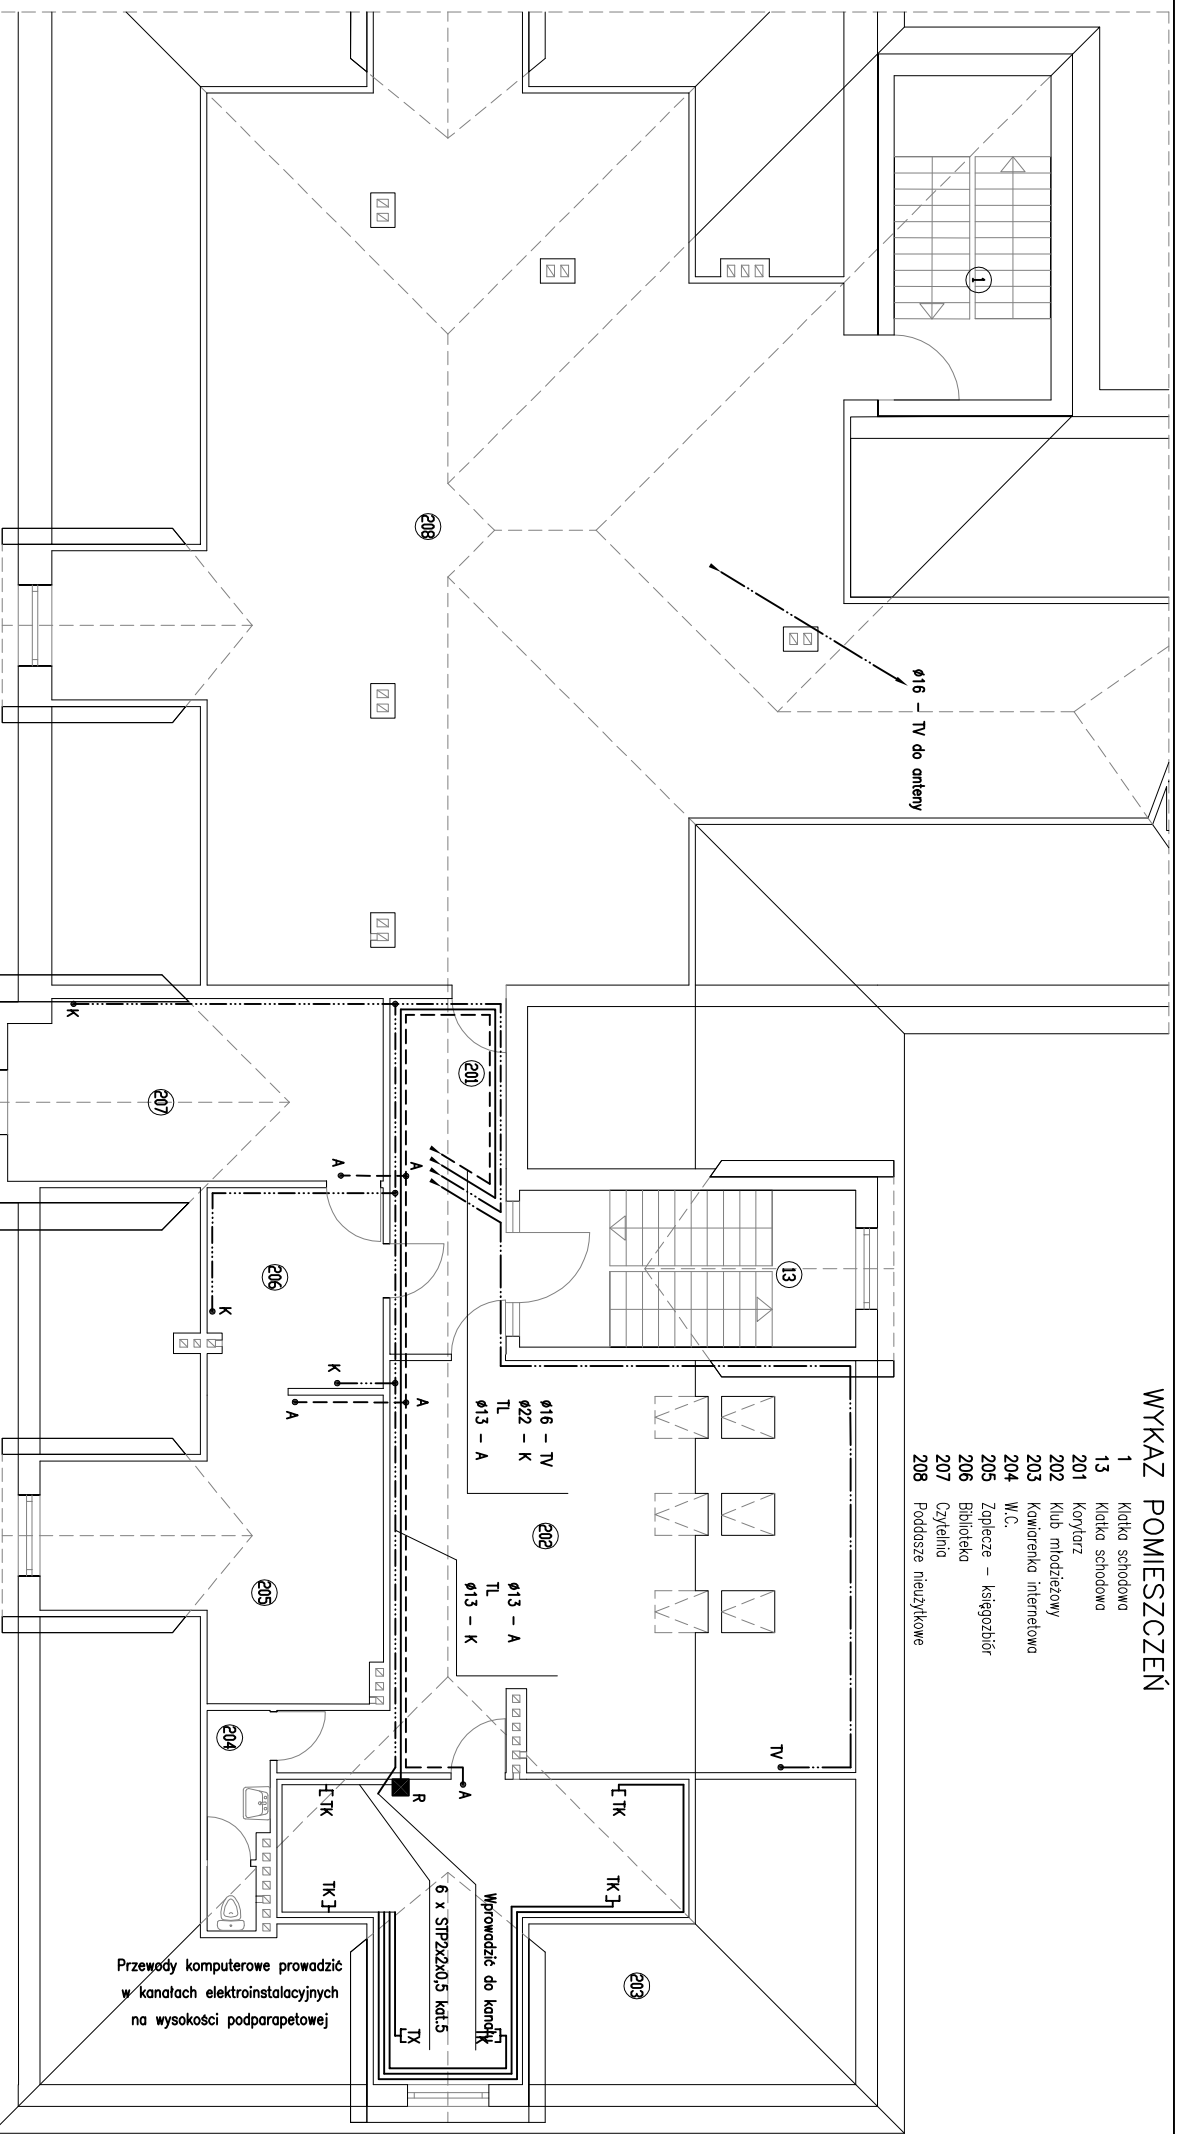 WYKAZ POMIESZCZEŃ
1 Klatka schodowa
13 Klatka schodowa
201 Korytarz
202 Klub młodzieżowy
203 Kawiarenka internetowa
204 W.C.
205 Zaplecze – księgozbiór
206 Biblioteka
207 Czytelnia
208 Poddasze nieużytkowe
1
ø16 – TV do anteny
208
13
201
ø16 – TV
ø22 – K
TL
ø13 – A
202
ø13 – A
TL
ø13 – K
TV
203
TK
TK
Wprowadzić do kanału
6 x STP2x2x0,5 kat.5
TK
TX
R
A
A
A
A
A
K
K
K
TK
TK
207
206
205
204
Przewody komputerowe prowadzić
w kanałach elektroinstalacyjnych
na wysokości podparapetowej